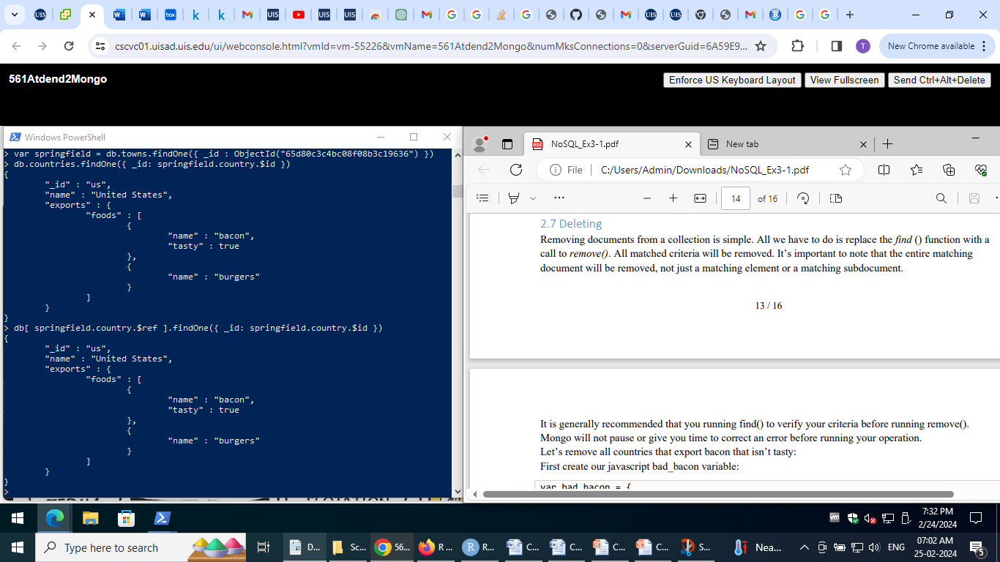 cscvc01.uisad.uis.edu/ui/webconsole.html?vmId=vm-55226&vmName=561Atdend2Mongo&numMksConnections=0&serverGuid=6A59E9...
T
New Chrome available
561Atdend2Mongo
Enforce US Keyboard Layout
View Fullscreen
Send Ctrl+Alt+Delete
Windows PowerShell
> var springfield = db.towns.findOne({ _id : ObjectId("65d80c3c4bc08f08b3c19636") })
> db.countries.findOne({ _id: springfield.country.$id })
{
"_id" : "us",
"name" : "United States",
"exports" : {
"foods" : [
{
"name" : "bacon",
"tasty" : true
},
{
"name" : "burgers"
}
]
}
}
> db[ springfield.country.$ref ].findOne({ _id: springfield.country.$id })
{
"_id" : "us",
"name" : "United States",
"exports" : {
"foods" : [
{
"name" : "bacon",
"tasty" : true
},
{
"name" : "burgers"
}
]
}
}
>
NoSQL_Ex3-1.pdf
New tab
File
C:/Users/Admin/Downloads/NoSQL_Ex3-1.pdf
14 of 16
2.7 Deleting
Removing documents from a collection is simple. All we have to do is replace the find () function with a
call to remove(). All matched criteria will be removed. It's important to note that the entire matching
document will be removed, not just a matching element or a matching subdocument.
13 / 16
It is generally recommended that you running find() to verify your criteria before running remove().
Mongo will not pause or give you time to correct an error before running your operation.
Let's remove all countries that export bacon that isn't tasty:
First create our javascript bad_bacon variable:
var bad_bacon = {
7:32 PM
2/24/2024
Type here to search
D...
Sc...
56...
R ...
R...
C...
C...
C...
C...
S...
Nea...
ENG
07:02 AM
25-02-2024
5